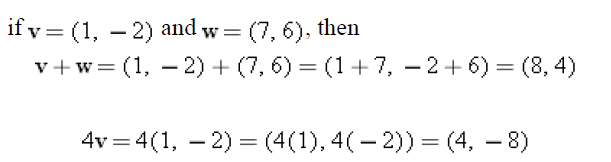 if v = (1, − 2) and w = (7, 6), then
v + w = (1, − 2) + (7, 6) = (1 + 7, − 2 + 6) = (8, 4)
4v = 4(1, − 2) = (4(1), 4( − 2)) = (4, − 8)